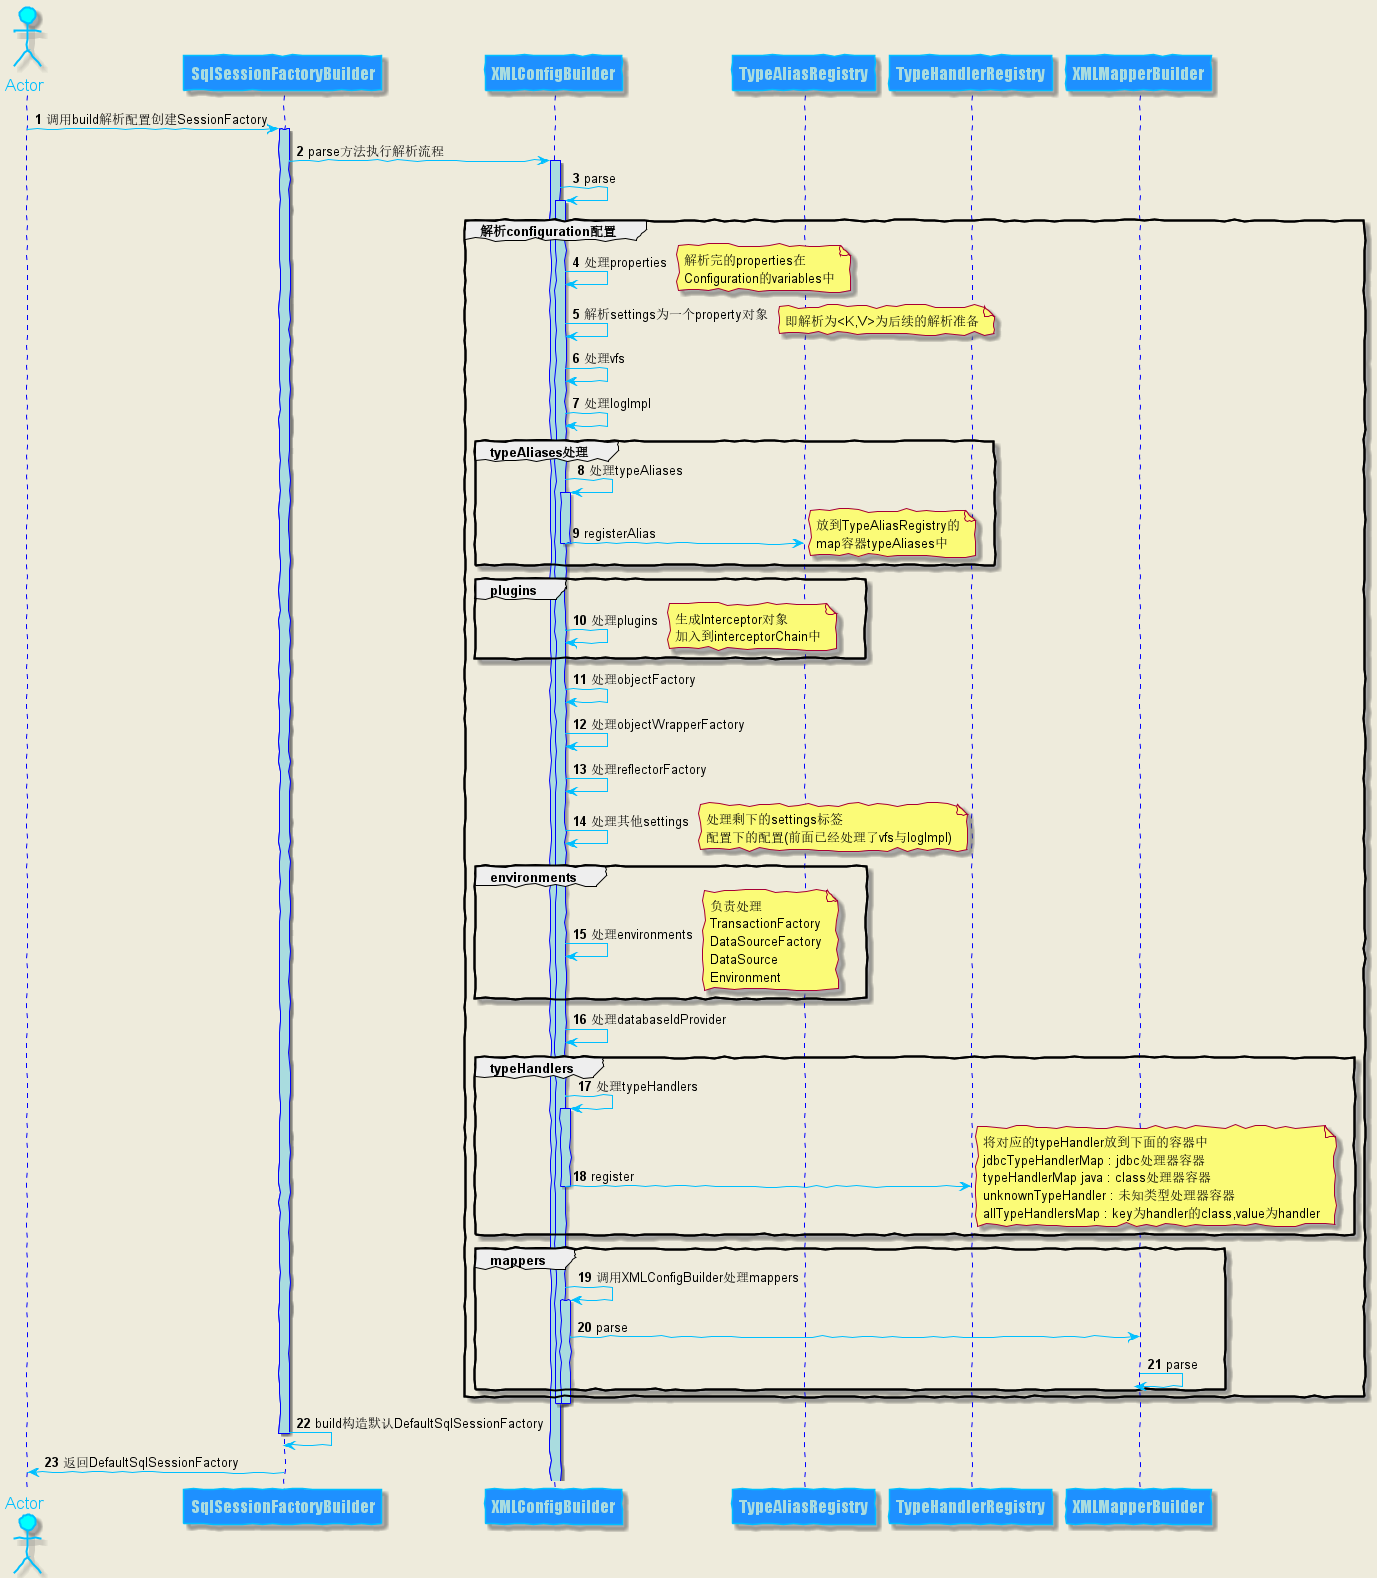 Actor
SqlSessionFactoryBuilder
XMLConfigBuilder
TypeAliasRegistry
TypeHandlerRegistry
XMLMapperBuilder
1 调用build解析配置创建SessionFactory
2 parse方法执行解析流程
3 parse
解析configuration配置
4 处理properties
解析完的properties在
Configuration的variables中
5 解析settings为一个property对象
即解析为<K,V>为后续的解析准备
6 处理vfs
7 处理logImpl
typeAliases处理
8 处理typeAliases
9 registerAlias
放到TypeAliasRegistry的
map容器typeAliases中
plugins
10 处理plugins
生成Interceptor对象
加入到interceptorChain中
11 处理objectFactory
12 处理objectWrapperFactory
13 处理reflectorFactory
14 处理其他settings
处理剩下的settings标签
配置下的配置(前面已经处理了vfs与logImpl)
environments
15 处理environments
负责处理
TransactionFactory
DataSourceFactory
DataSource
Environment
16 处理databaseIdProvider
typeHandlers
17 处理typeHandlers
18 register
将对应的typeHandler放到下面的容器中
jdbcTypeHandlerMap : jdbc处理器容器
typeHandlerMap java : class处理器容器
unknownTypeHandler : 未知类型处理器容器
allTypeHandlersMap : key为handler的class,value为handler
mappers
19 调用XMLConfigBuilder处理mappers
20 parse
21 parse
22 build构造默认DefaultSqlSessionFactory
23 返回DefaultSqlSessionFactory
Actor
SqlSessionFactoryBuilder
XMLConfigBuilder
TypeAliasRegistry
TypeHandlerRegistry
XMLMapperBuilder